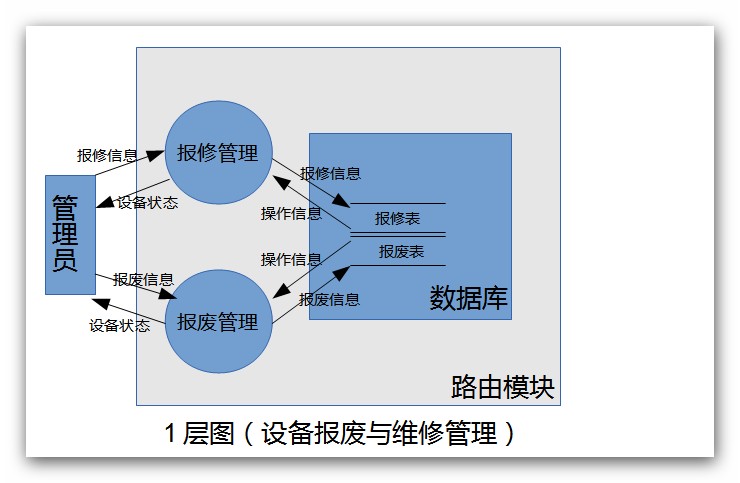 报修管理
报修信息
报修信息
管理员
设备状态
操作信息
报修表
操作信息
报废表
报废信息
报废信息
数据库
设备状态
报废管理
路由模块
1层图（设备报废与维修管理）